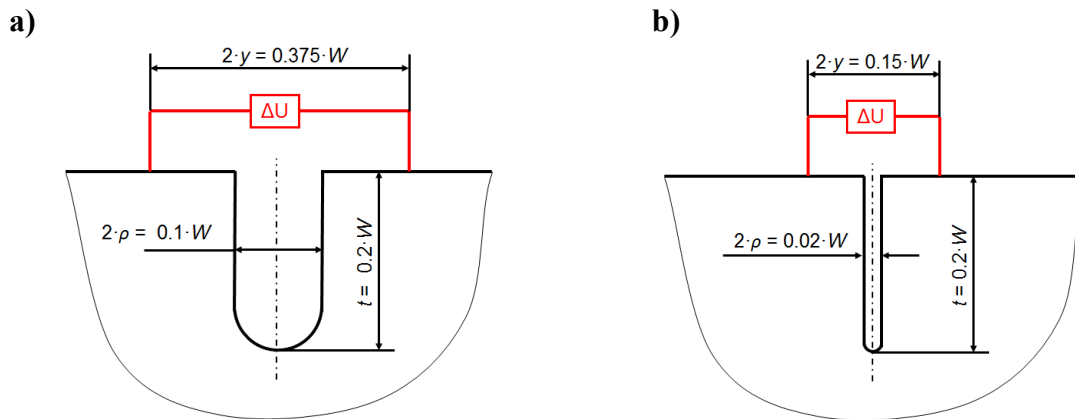 a)
2·y = 0.375·W
ΔU
2·ρ = 0.1·W
t = 0.2·W
b)
2·y = 0.15·W
ΔU
2·ρ = 0.02·W
t = 0.2·W